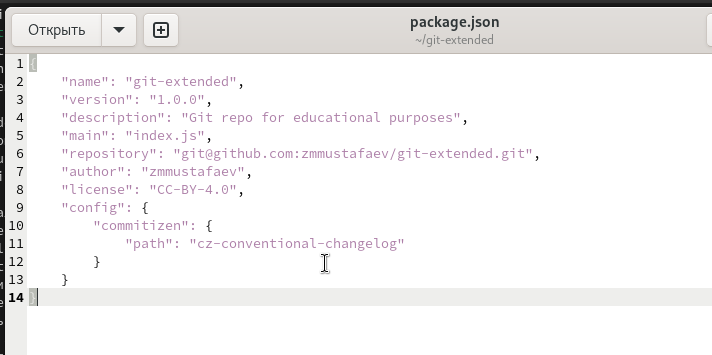 Открыть
package.json
~/git-extended
1 {
2 "name": "git-extended",
3 "version": "1.0.0",
4 "description": "Git repo for educational purposes",
5 "main": "index.js",
6 "repository": "git@github.com:zmmustafaev/git-extended.git",
7 "author": "zmmustafaev",
8 "license": "CC-BY-4.0",
9 "config": {
10 "commitizen": {
11 "path": "cz-conventional-changelog"
12 }
13 }
14 }